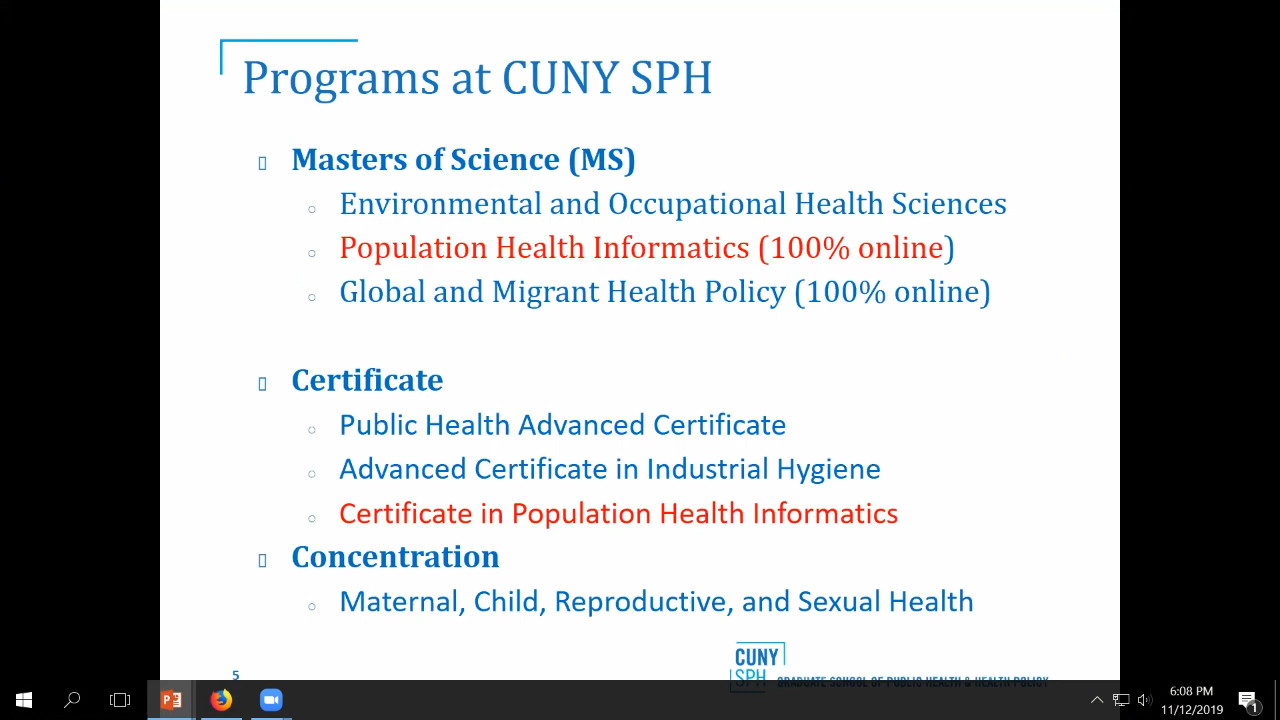 Programs at CUNY SPH
Masters of Science (MS)
Environmental and Occupational Health Sciences
Population Health Informatics (100% online)
Global and Migrant Health Policy (100% online)
Certificate
Public Health Advanced Certificate
Advanced Certificate in Industrial Hygiene
Certificate in Population Health Informatics
Concentration
Maternal, Child, Reproductive, and Sexual Health
5
CUNY
SPH GRADUATE SCHOOL OF PUBLIC HEALTH & HEALTH POLICY
6:08 PM
11/12/2019
1